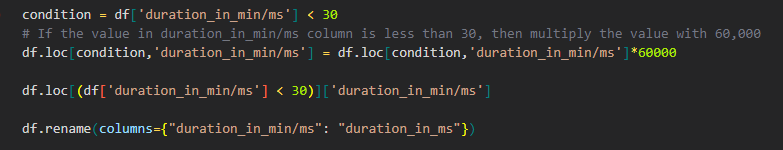 condition = df['duration_in_min/ms'] < 30
# If the value in duration_in_min/ms column is less than 30, then multiply the value with 60,000
df.loc[condition,'duration_in_min/ms'] = df.loc[condition,'duration_in_min/ms']*60000
df.loc[(df['duration_in_min/ms'] < 30)]['duration_in_min/ms']
df.rename(columns={"duration_in_min/ms": "duration_in_ms"})